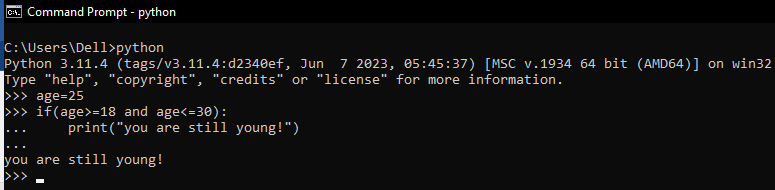 Command Prompt - python
C:\Users\Dell>python
Python 3.11.4 (tags/v3.11.4:d2340ef, Jun  7 2023, 05:45:37) [MSC v.1934 64 bit (AMD64)] on win32
Type "help", "copyright", "credits" or "license" for more information.
>>> age=25
>>> if(age>=18 and age<=30):
...     print("you are still young!")
...
you are still young!
>>>